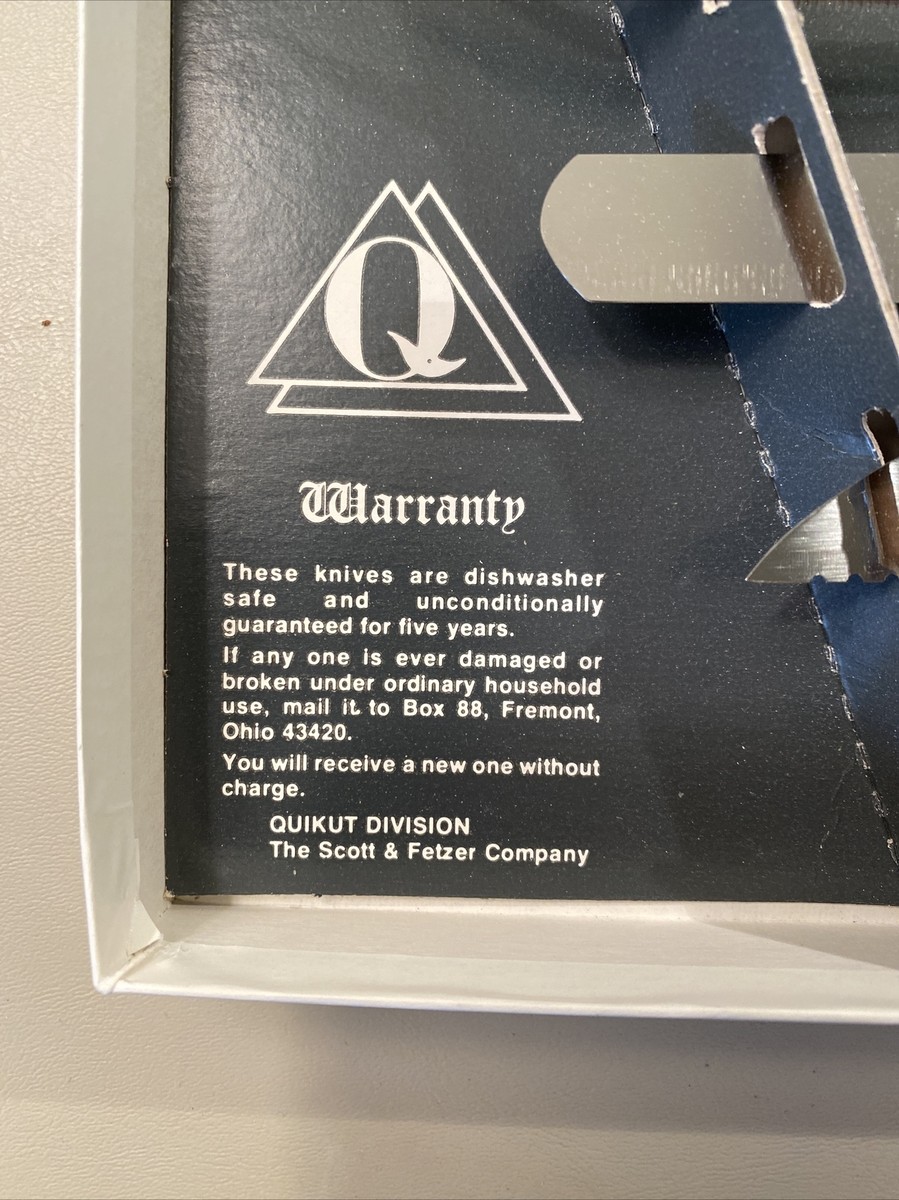 Q
Warranty
These knives are dishwasher
safe and unconditionally
guaranteed for five years.
If any one is ever damaged or
broken under ordinary household
use, mail it to Box 88, Fremont,
Ohio 43420.
You will receive a new one without
charge.
QUIKUT DIVISION
The Scott & Fetzer Company